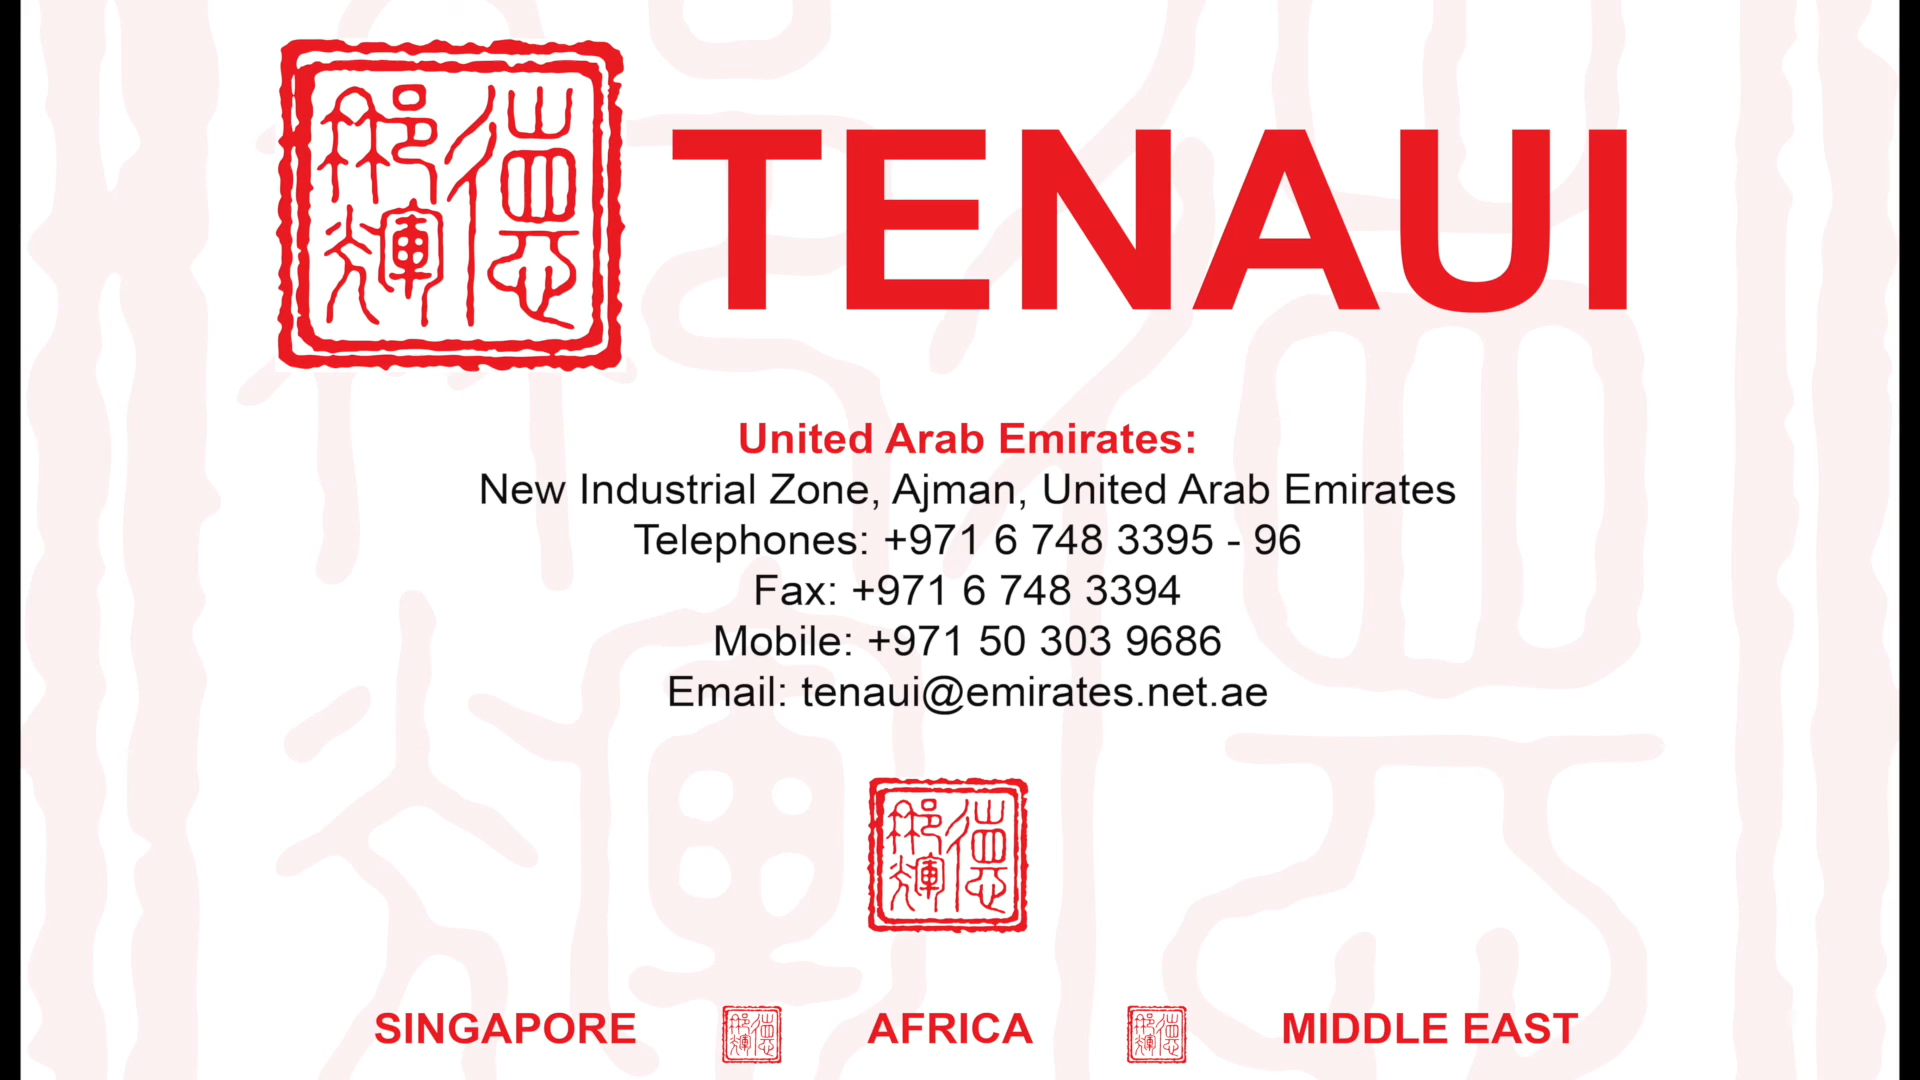 TENAUI
United Arab Emirates:
New Industrial Zone, Ajman, United Arab Emirates
Telephones: +971 6 748 3395 - 96
Fax: +971 6 748 3394
Mobile: +971 50 303 9686
Email: tenaui@emirates.net.ae
SINGAPORE AFRICA MIDDLE EAST